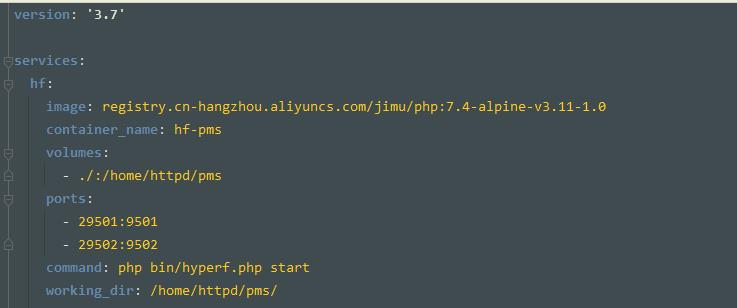 version: '3.7'
services:
hf:
image: registry.cn-hangzhou.aliyuncs.com/jimu/php:7.4-alpine-v3.11-1.0
container_name: hf-pms
volumes:
- ./:/home/httpd/pms
ports:
- 29501:9501
- 29502:9502
command: php bin/hyperf.php start
working_dir: /home/httpd/pms/